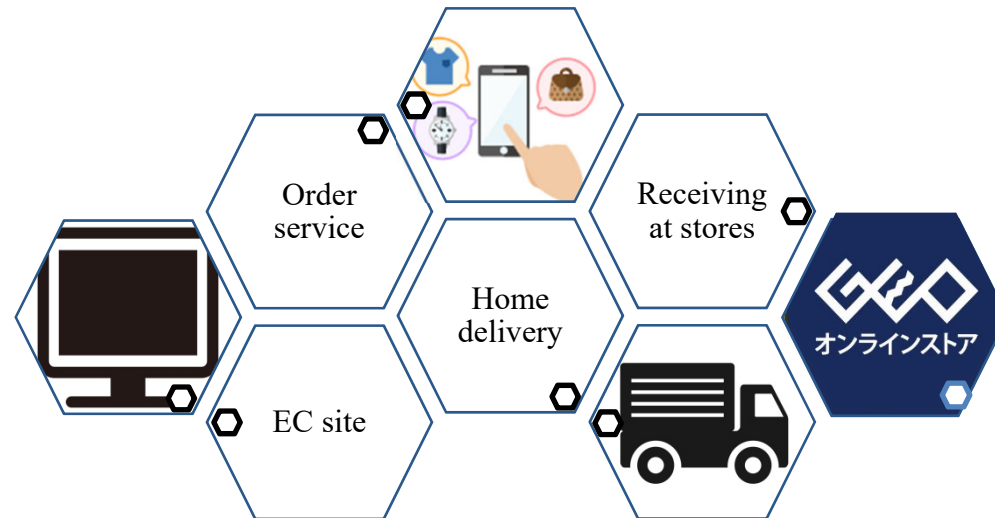 Order
service
Receiving
at stores
Home
delivery
EC site
GEO
オンラインストア